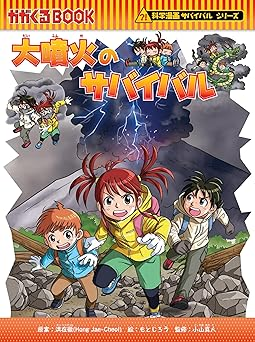 かがくるBOOK
科学漫画サバイバルシリーズ
大噴火の
サバイバル
原案：洪在徹(Hong Jae-Cheol) 絵：もとじろう 監修：小山真人